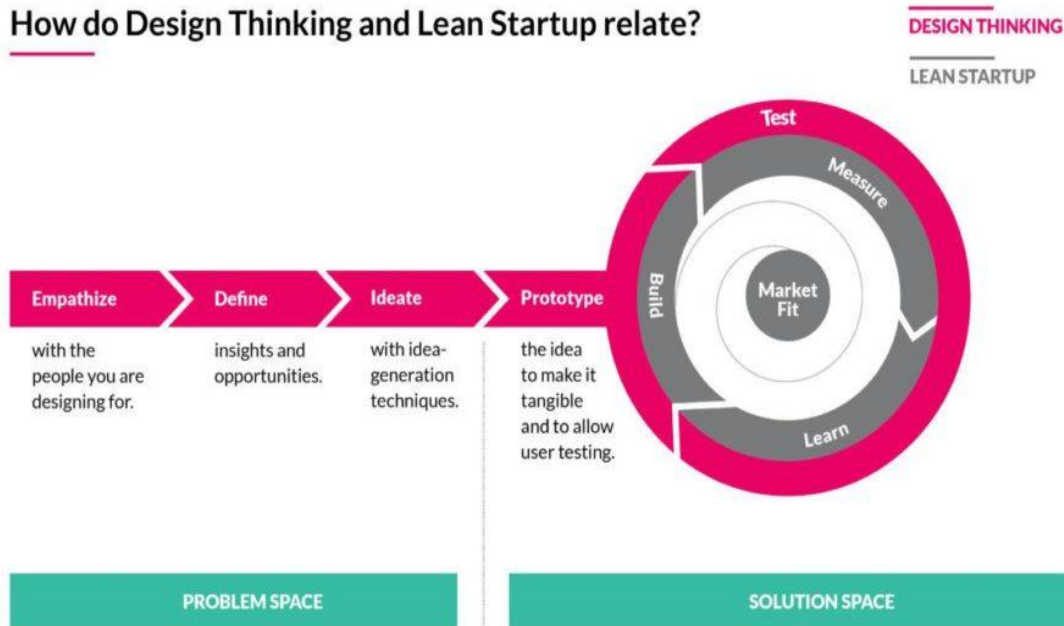 How do Design Thinking and Lean Startup relate?
DESIGN THINKING
LEAN STARTUP
Test
Measure
Build
Market
Fit
Learn
Empathize
Define
Ideate
Prototype
with the
people you are
designing for.
insights and
opportunities.
with idea-
generation
techniques.
the idea
to make it
tangible
and to allow
user testing.
PROBLEM SPACE
SOLUTION SPACE